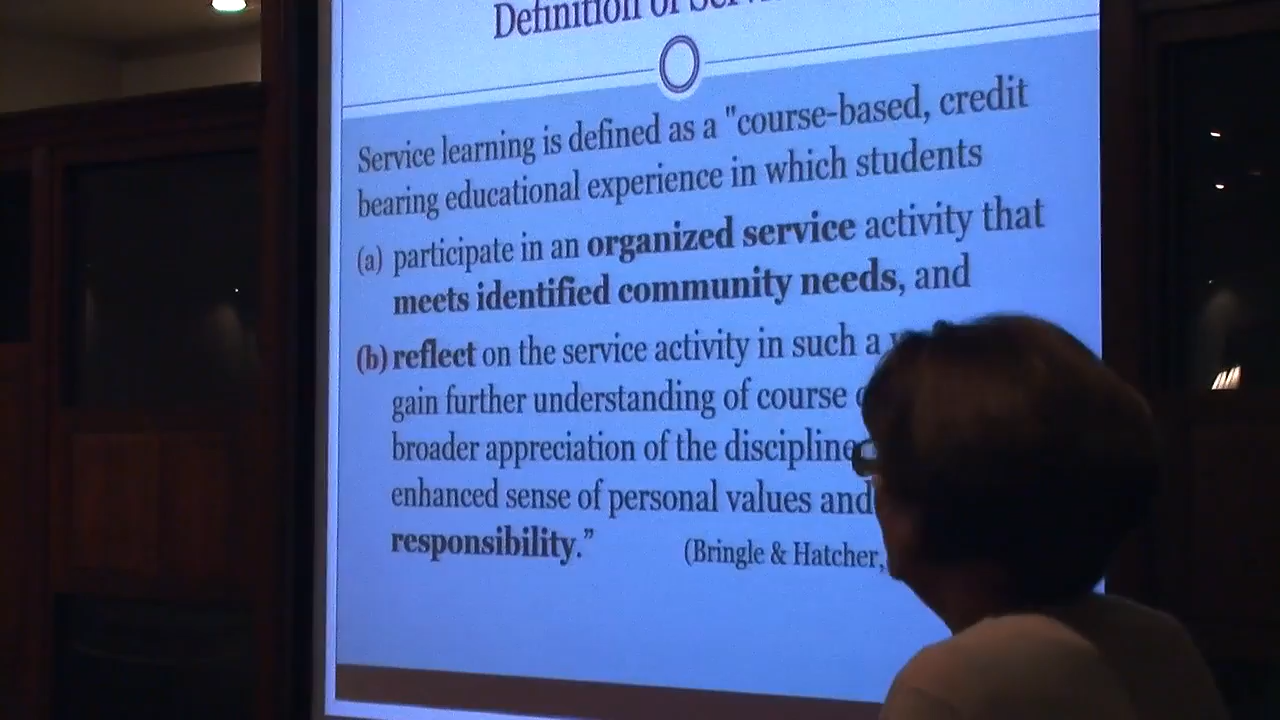 Definition of
Service learning is defined as a "course-based, credit
bearing educational experience in which students
(a) participate in an organized service activity that
meets identified community needs, and
(b) reflect on the service activity in such a
gain further understanding of course
broader appreciation of the discipline
enhanced sense of personal values and
responsibility.”
(Bringle & Hatcher,